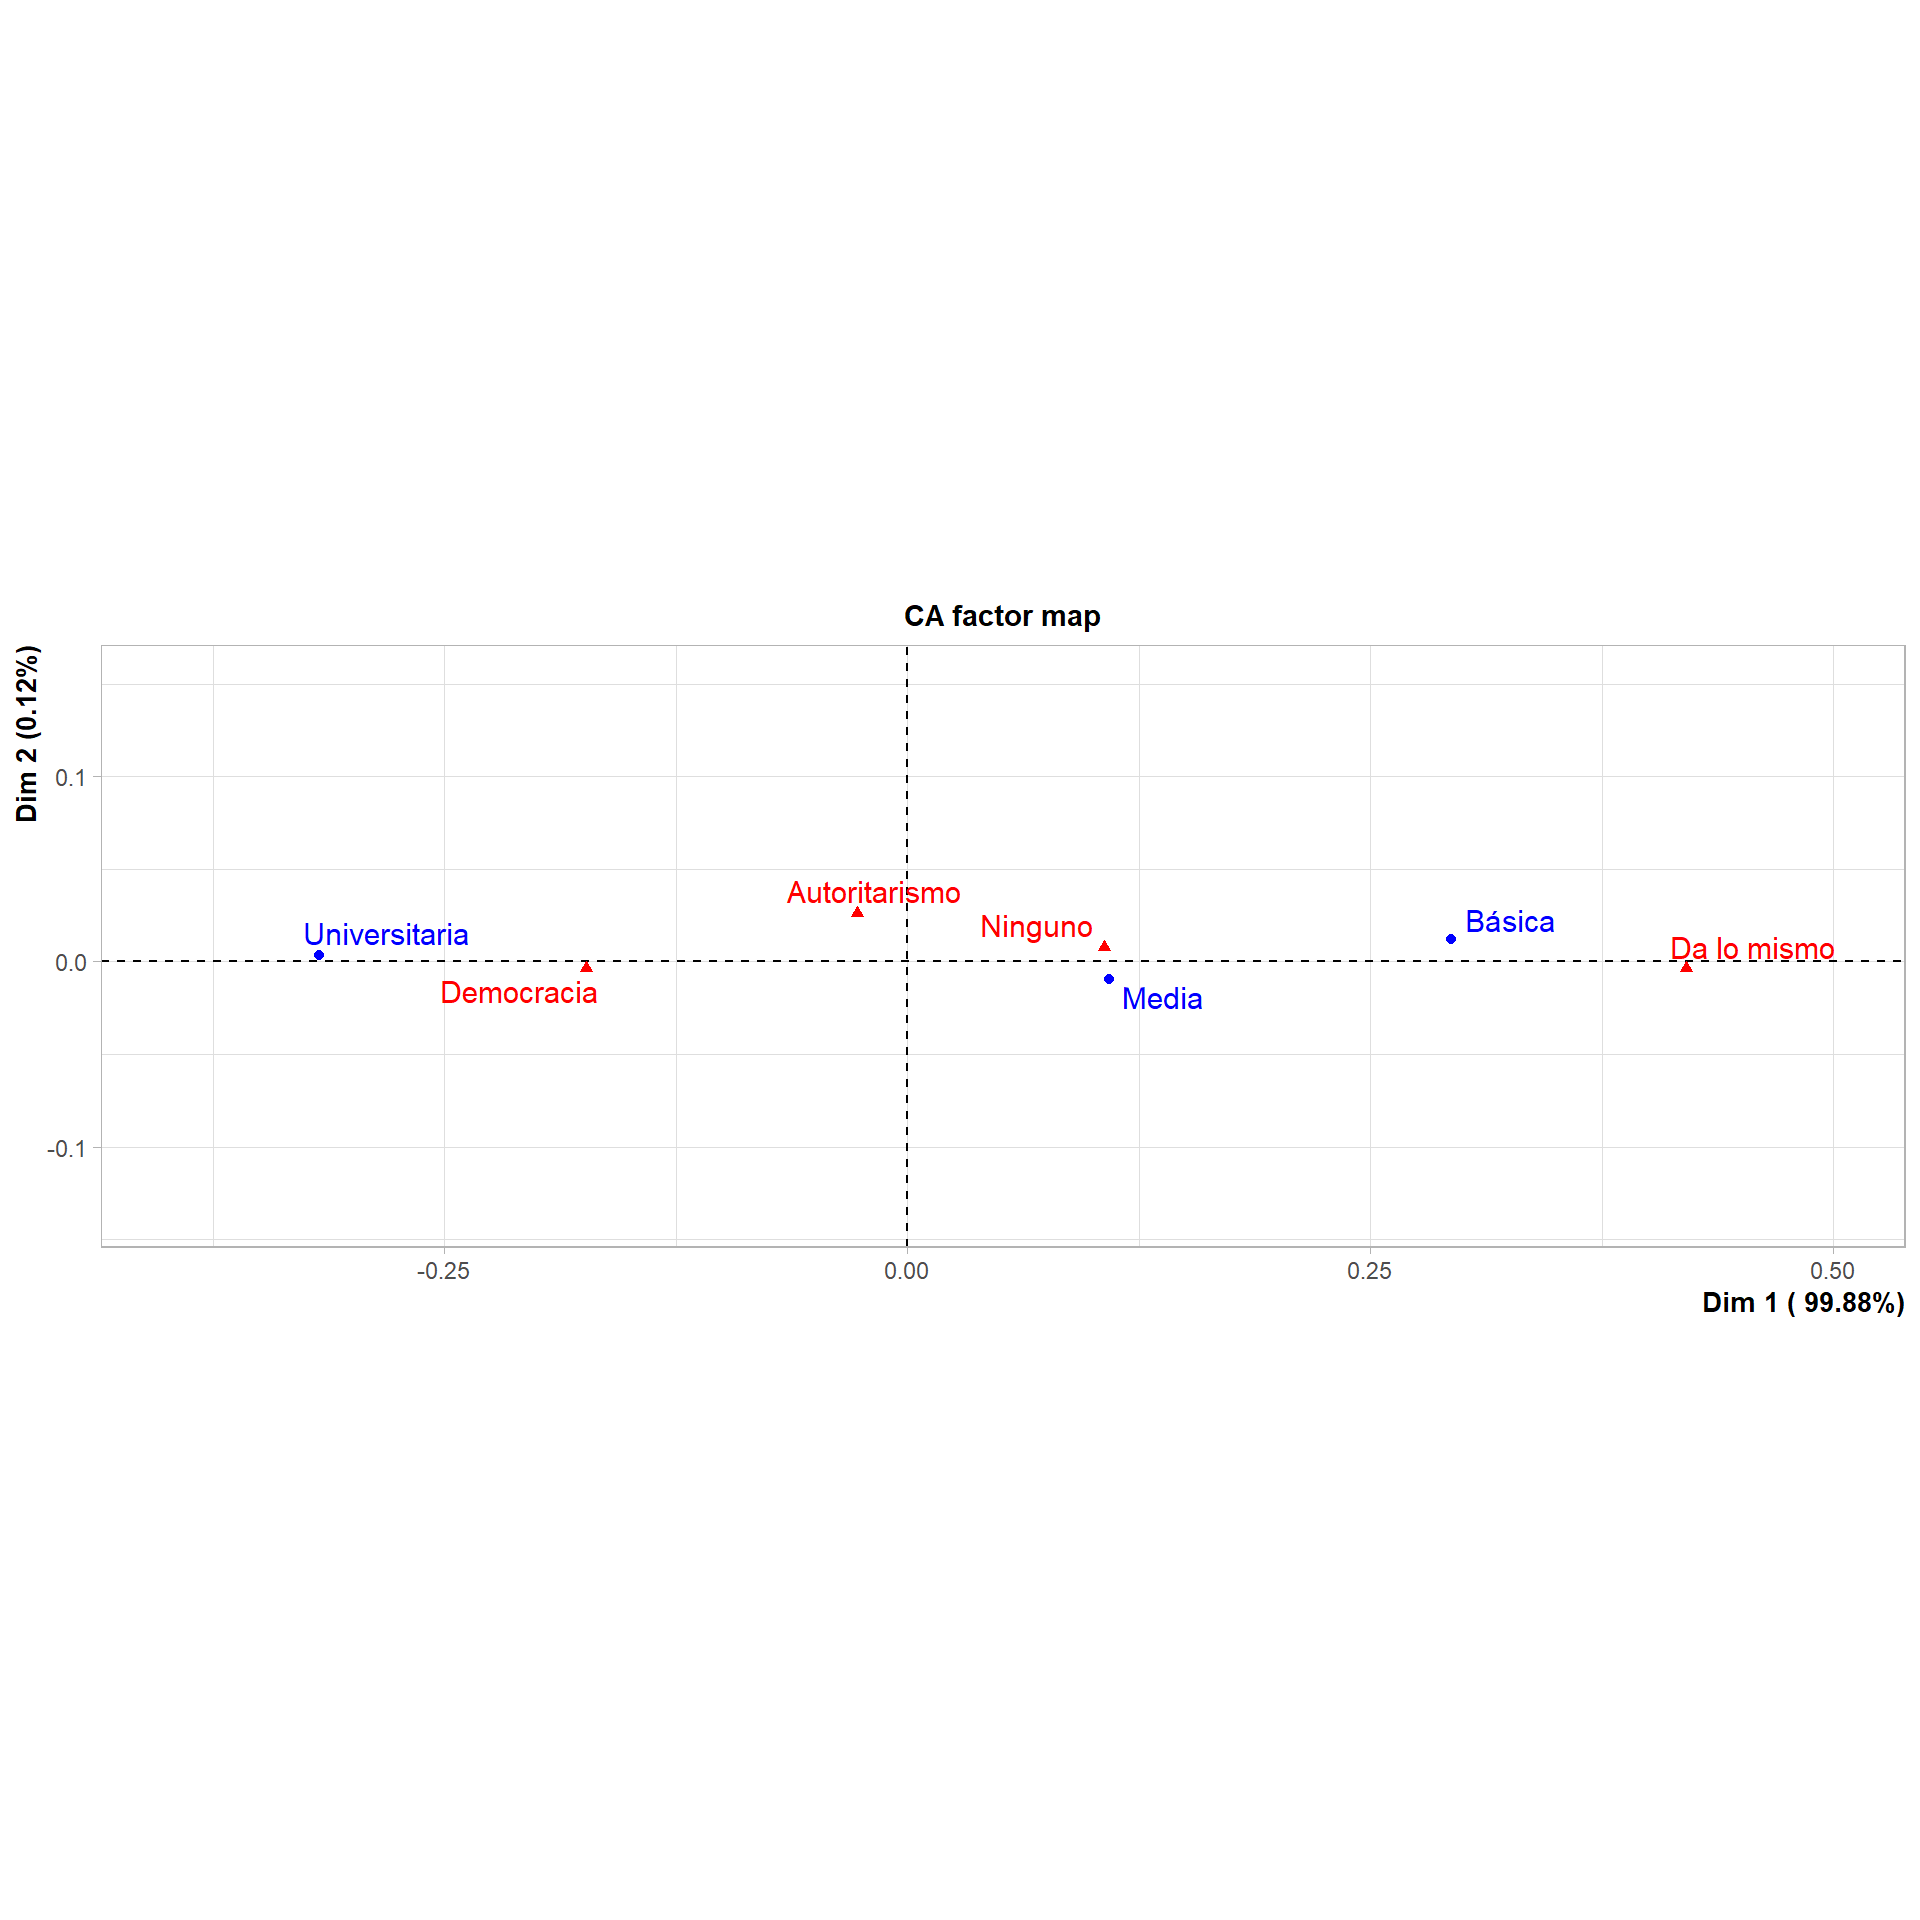 CA factor map
Dim 2 (0.12%)
0.1
0.0
-0.1
Autoritarismo
Ninguno
Universitaria
Básica
Da lo mismo
Democracia
Media
-0.25
0.00
0.25
0.50
Dim 1 ( 99.88%)